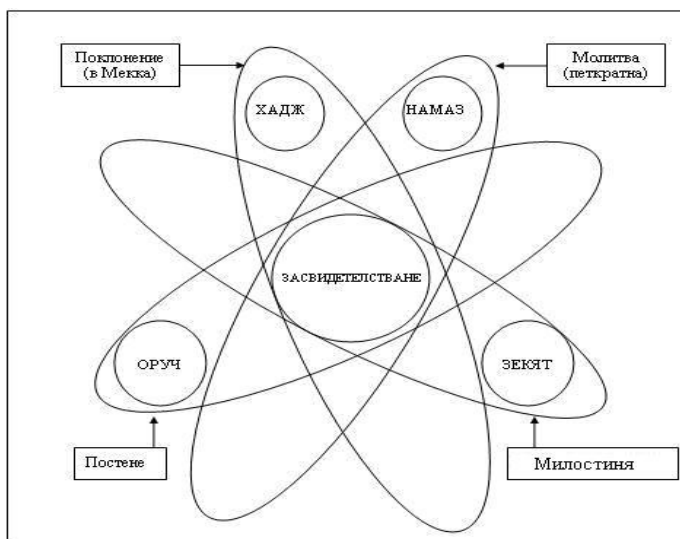 Поклонение
(в Мекка)
Молитва
(петкратна)
ХАДЖ
НАМАЗ
ЗАСВИДЕТЕЛСТВАНЕ
ОРУЧ
ЗЕКЯТ
Постене
Милостиня